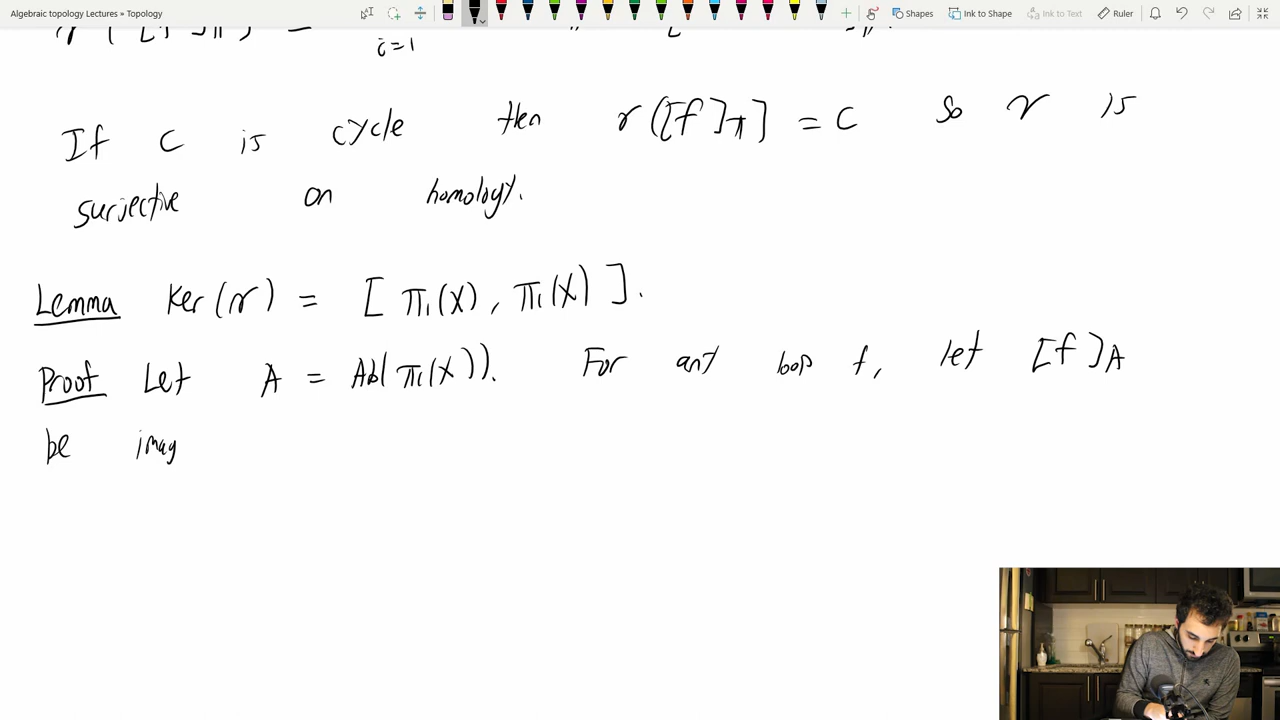 Algebraic topology Lectures » Topology
Shapes Ink to Shape Ink to Text Ruler
i=1
If C is cycle then γ([f]π] = C so γ is
surjective on homology.
Lemma Ker(γ) = [π₁(X), π₁(X)].
Proof Let A = Ab(π₁(X)). For any loop f, let [f]A
be imag